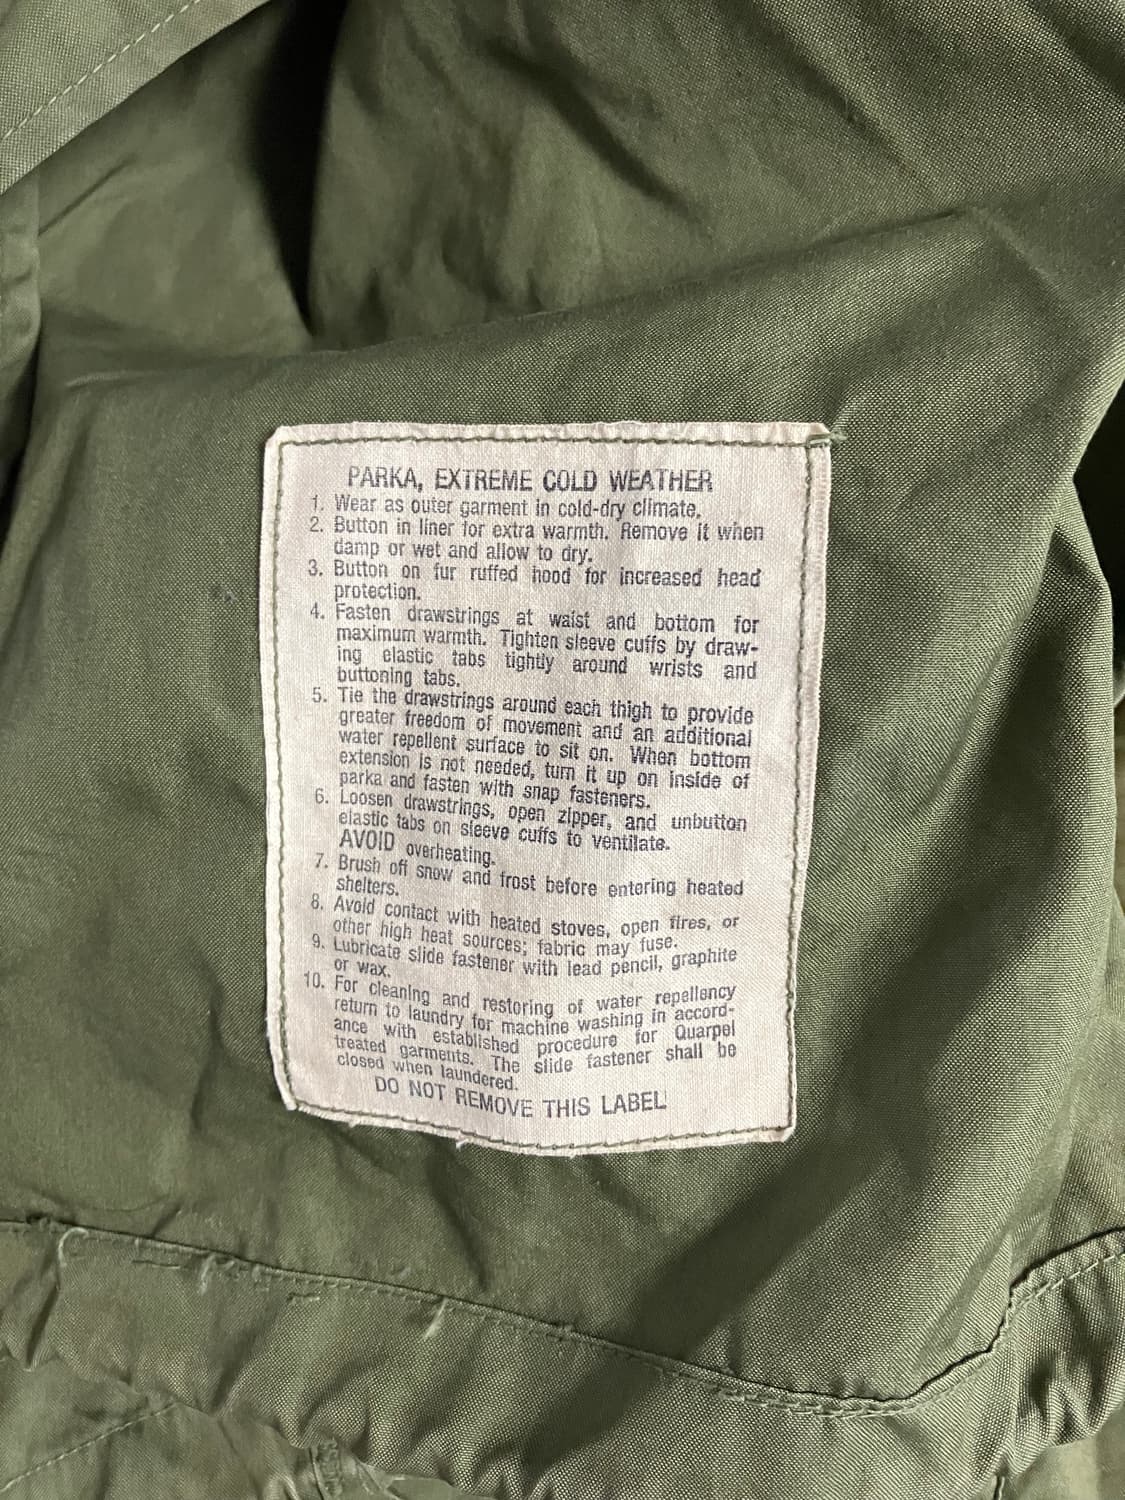 PARKA, EXTREME COLD WEATHER
1. Wear as outer garment in cold-dry climate.
2. Button in liner for extra warmth. Remove it when
damp or wet and allow to dry.
3. Button on fur ruffed hood for increased head
protection.
4. Fasten drawstrings at waist and bottom for
maximum warmth. Tighten sleeve cuffs by draw-
ing elastic tabs tightly around wrists and
buttoning tabs.
5. Tie the drawstrings around each thigh to provide
greater freedom of movement and an additional
water repellent surface to sit on. When bottom
extension is not needed, turn it up on inside of
parka and fasten with snap fasteners.
6. Loosen drawstrings, open zipper, and unbutton
elastic tabs on sleeve cuffs to ventilate.
AVOID overheating.
7. Brush off snow and frost before entering heated
shelters.
8. Avoid contact with heated stoves, open fires, or
other high heat sources; fabric may fuse.
9. Lubricate slide fastener with lead pencil, graphite
or wax.
10. For cleaning and restoring of water repellency
return to laundry for machine washing in accord-
ance with established procedure for Quarpel
treated garments. The slide fastener shall be
closed when laundered.
DO NOT REMOVE THIS LABEL